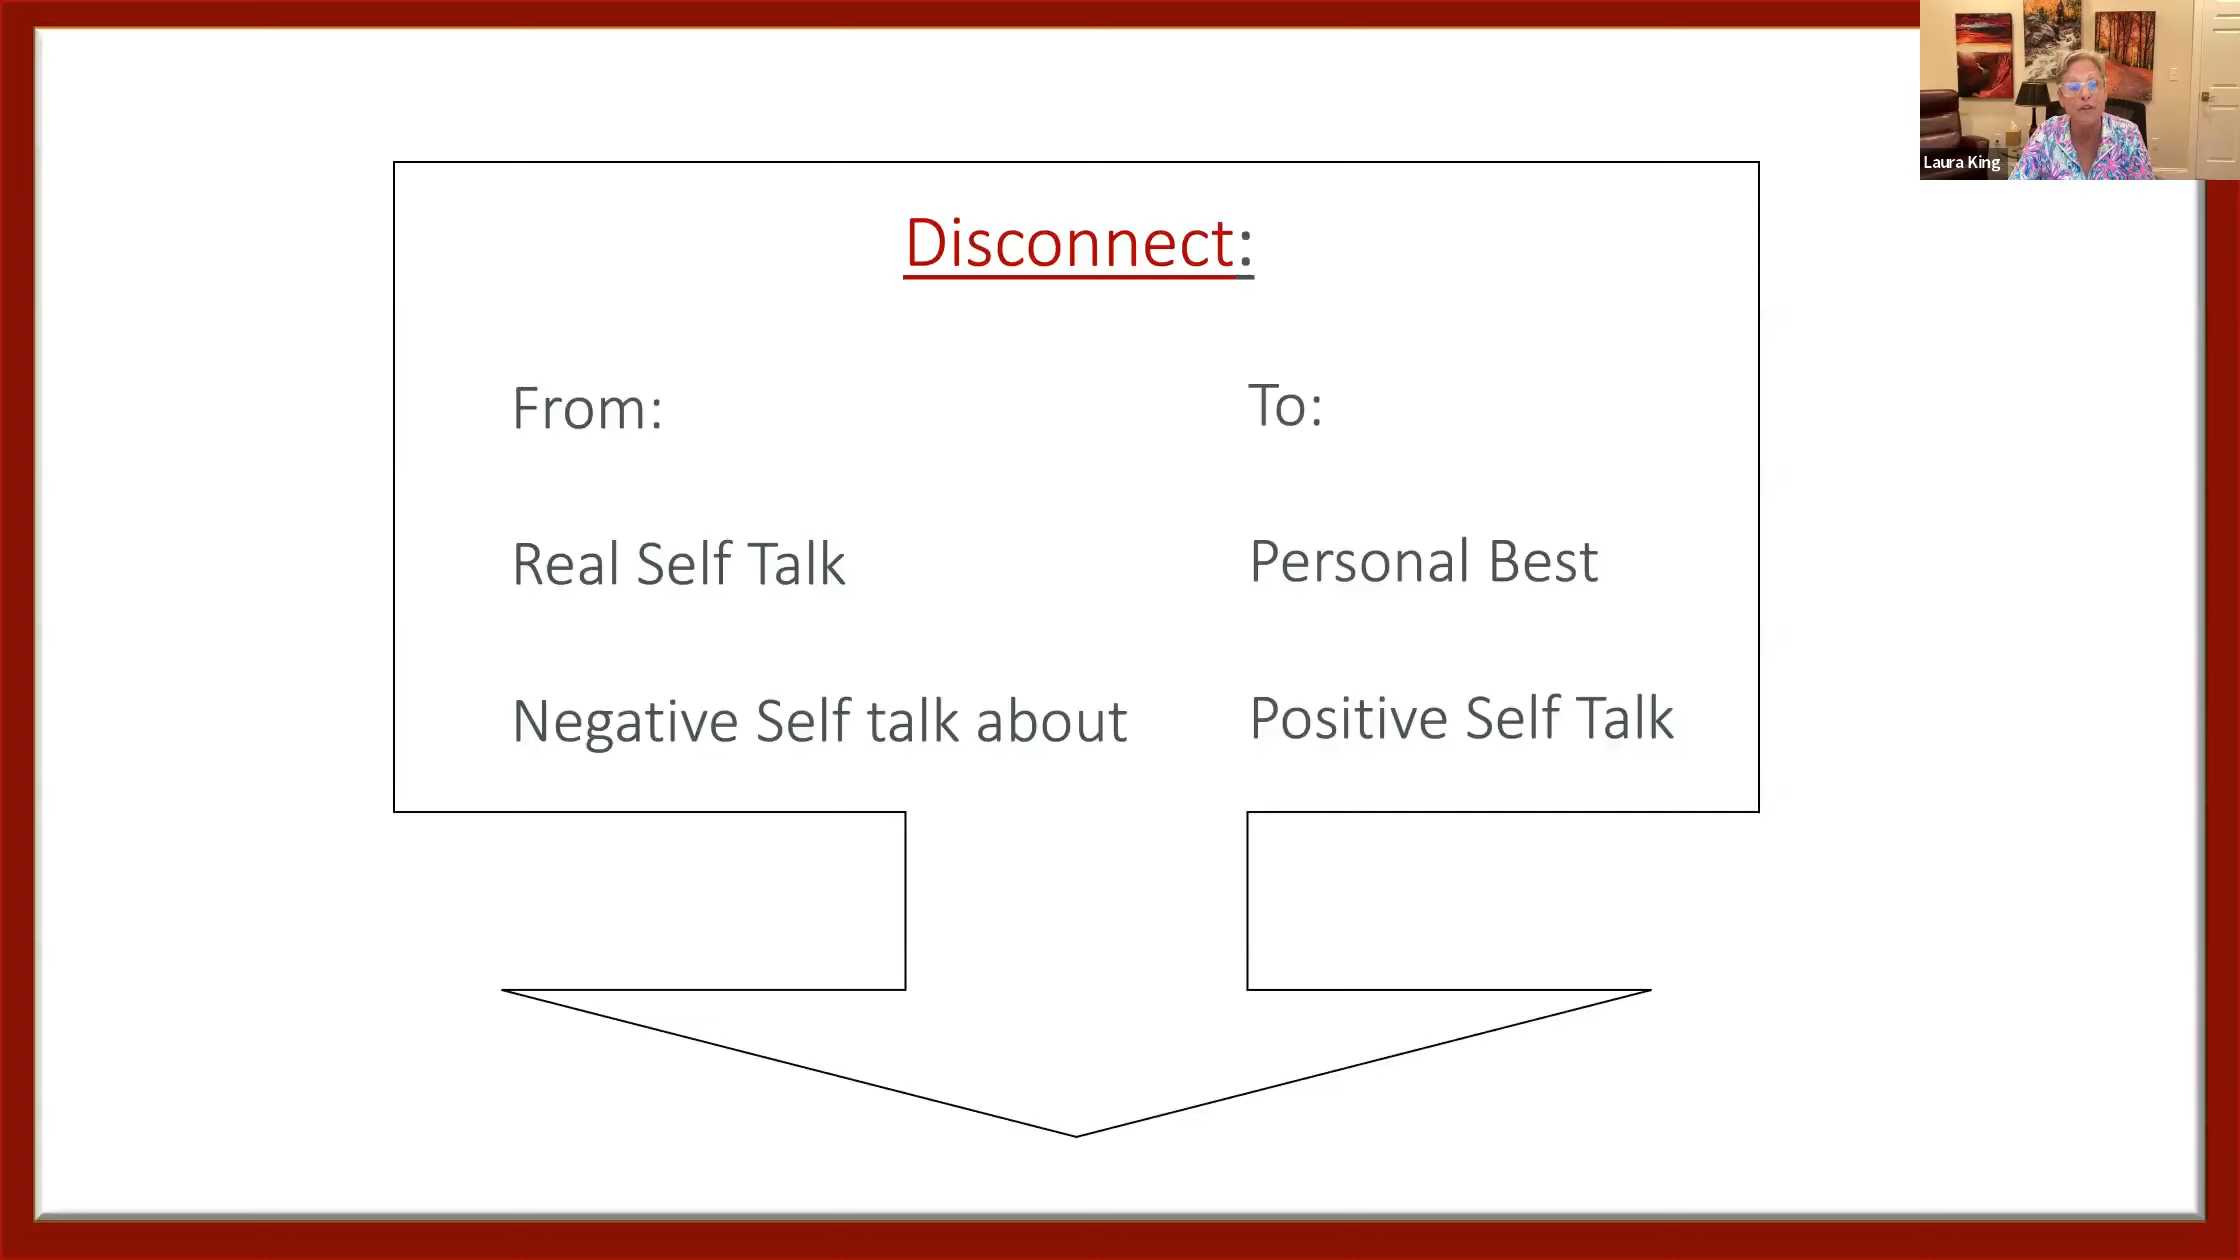 Laura King
Disconnect:
From:
To:
Real Self Talk
Personal Best
Negative Self talk about
Positive Self Talk